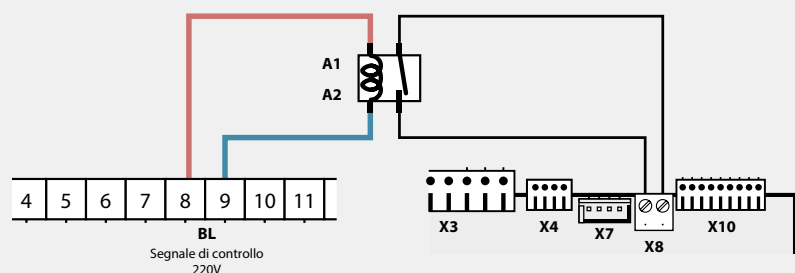 A1
A2
4 5 6 7 8 9 10 11
BL
Segnale di controllo
220V
X3 X4 X7 X8 X10